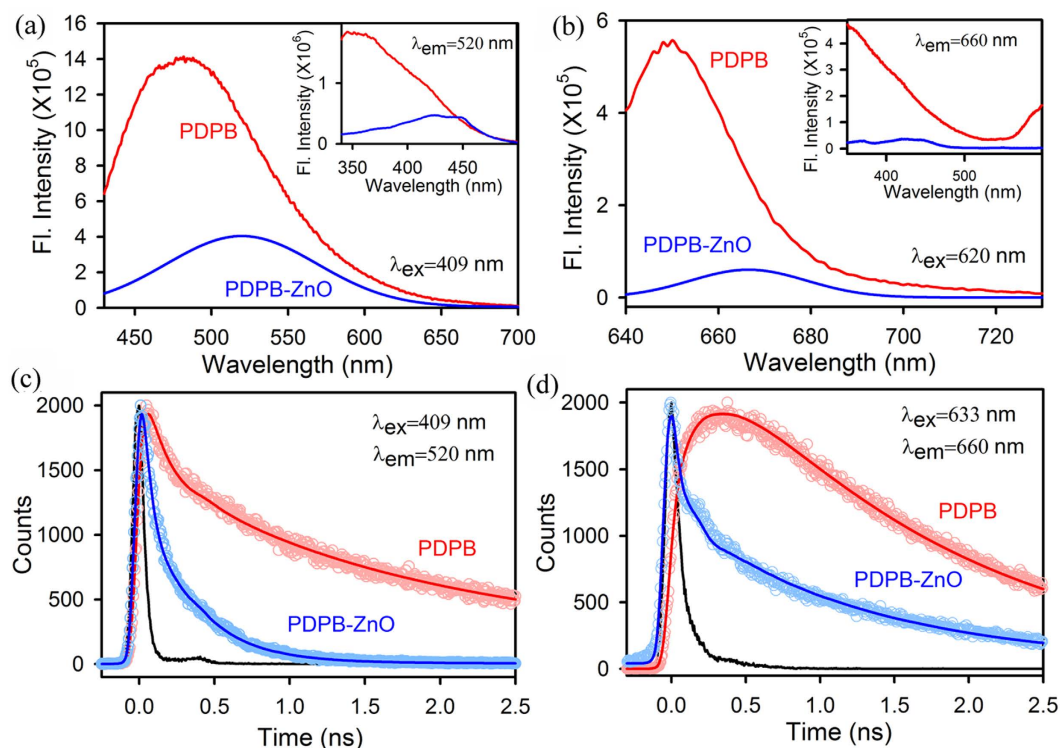 (a)
14
12
10
8
6
4
2
0
Fl. Intensity (X10⁵)
PDPB
PDPB-ZnO
λex=409 nm
450 500 550 600 650 700
Wavelength (nm)
λem=520 nm
1
0
Fl. Intensity (X10⁶)
350 400 450
Wavelength (nm)
(b)
6
4
2
0
Fl. Intensity (X10⁵)
PDPB
PDPB-ZnO
λex=620 nm
640 660 680 700 720
Wavelength (nm)
λem=660 nm
4
3
2
1
0
Fl. Intensity (X10⁵)
400 500
Wavelength (nm)
(c)
2000
1500
1000
500
0
Counts
λex=409 nm
λem=520 nm
PDPB
PDPB-ZnO
0.0 0.5 1.0 1.5 2.0 2.5
Time (ns)
(d)
2000
1500
1000
500
0
Counts
λex=633 nm
λem=660 nm
PDPB
PDPB-ZnO
0.0 0.5 1.0 1.5 2.0 2.5
Time (ns)